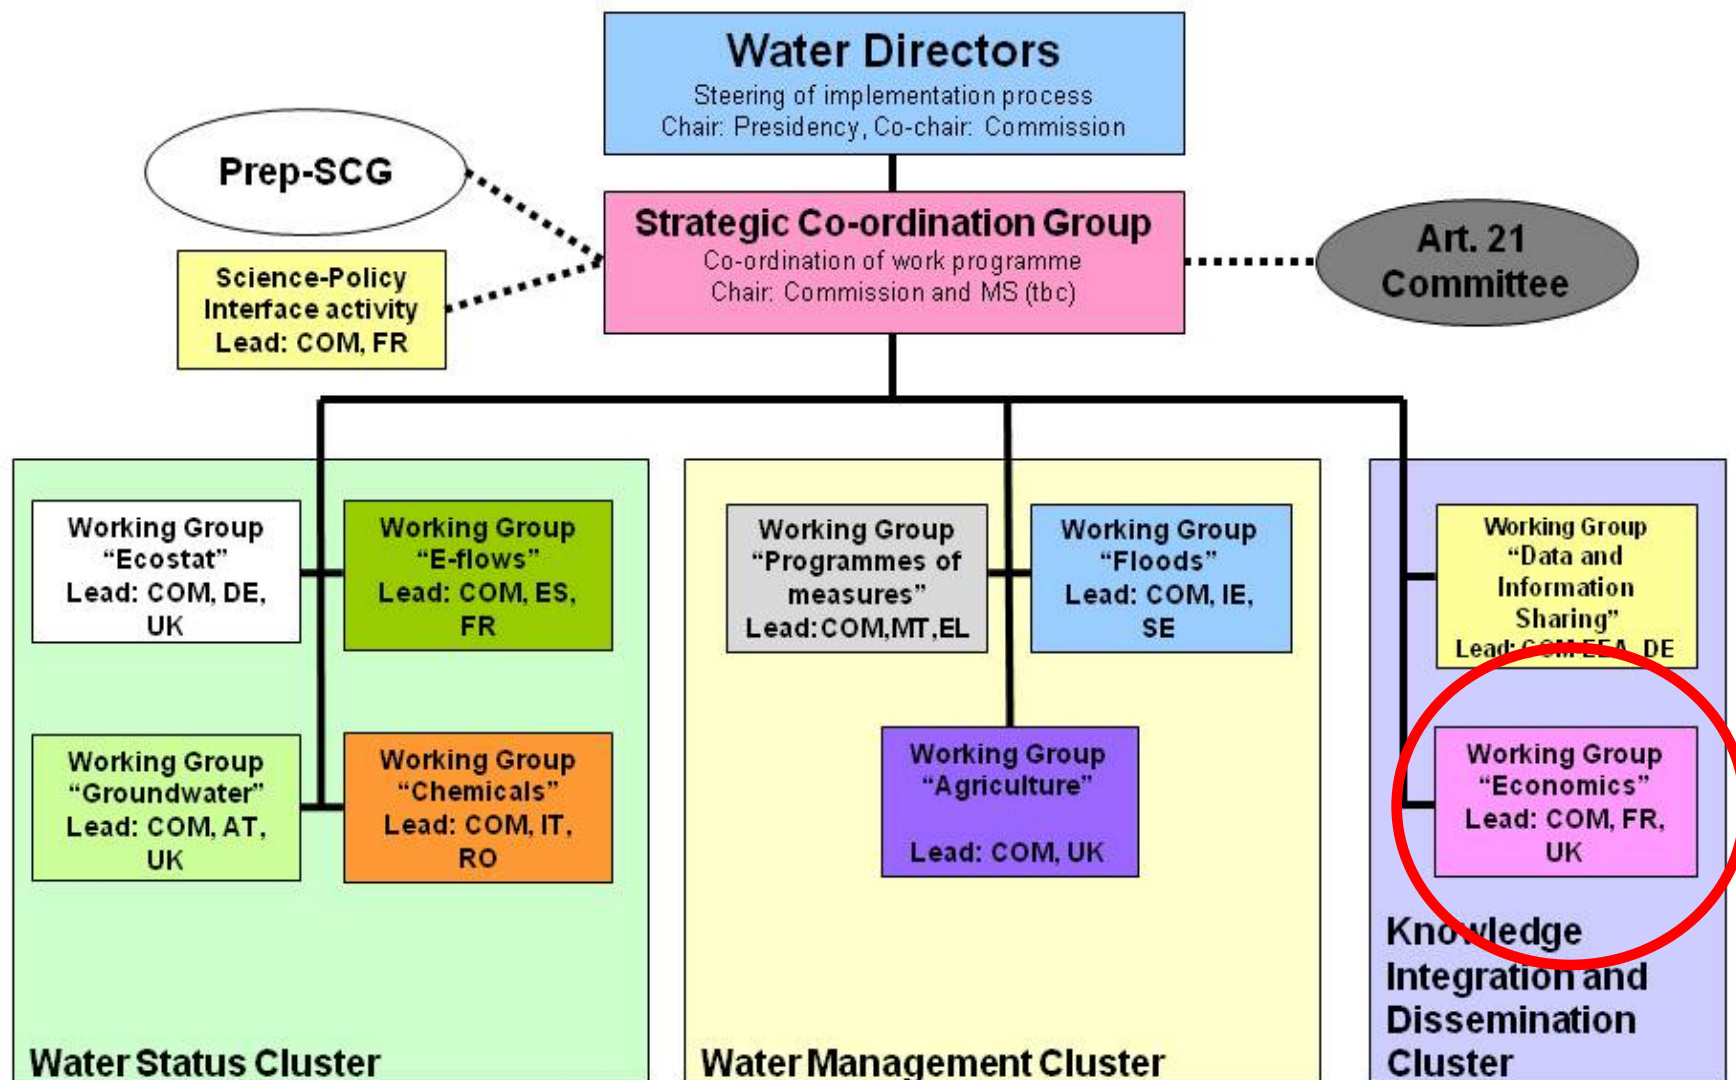 Water Directors
Steering of implementation process
Chair: Presidency, Co-chair: Commission
Prep-SCG
Strategic Co-ordination Group
Co-ordination of work programme
Chair: Commission and MS (tbc)
Art. 21
Committee
Science-Policy
Interface activity
Lead: COM, FR
Working Group
“Ecostat”
Lead: COM, DE,
UK
Working Group
“E-flows”
Lead: COM, ES,
FR
Working Group
“Groundwater”
Lead: COM, AT,
UK
Working Group
“Chemicals”
Lead: COM, IT,
RO
Water Status Cluster
Working Group
“Programmes of
measures”
Lead:COM,MT,EL
Working Group
“Floods”
Lead: COM, IE,
SE
Working Group
“Agriculture”
Lead: COM, UK
Water Management Cluster
Working Group
“Data and
Information
Sharing”
Lead: COM EEA, DE
Working Group
“Economics”
Lead: COM, FR,
UK
Knowledge
Integration and
Dissemination
Cluster